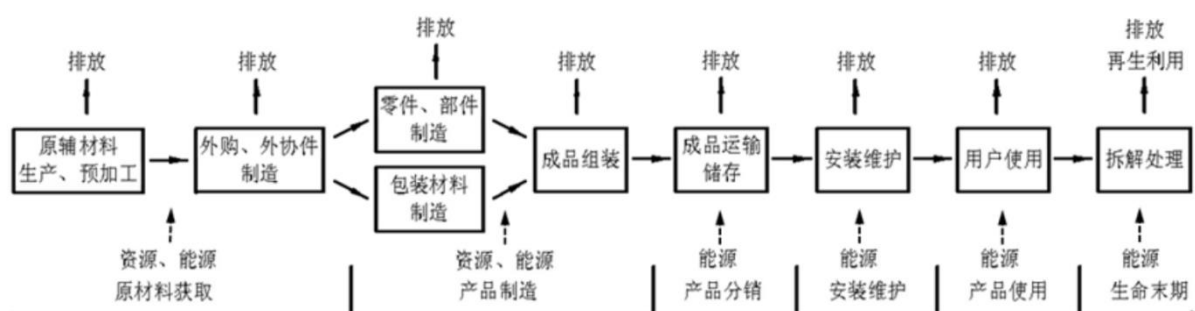 排放
排放
排放
排放
排放
排放
排放
排放
再生利用
原辅材料
生产、预加工
外购、外协件
制造
零件、部件
制造
包装材料
制造
成品组装
成品运输
储存
安装维护
用户使用
拆解处理
资源、能源
原材料获取
资源、能源
产品制造
能源
产品分销
能源
安装维护
能源
产品使用
能源
生命末期